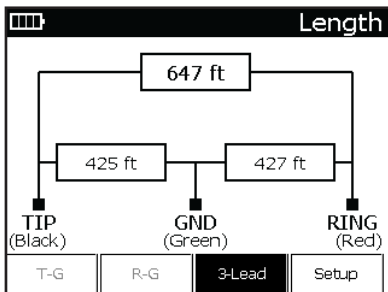 Length
647 ft
425 ft
427 ft
TIP
(Black)
GND
(Green)
RING
(Red)
T-G
R-G
3-Lead
Setup